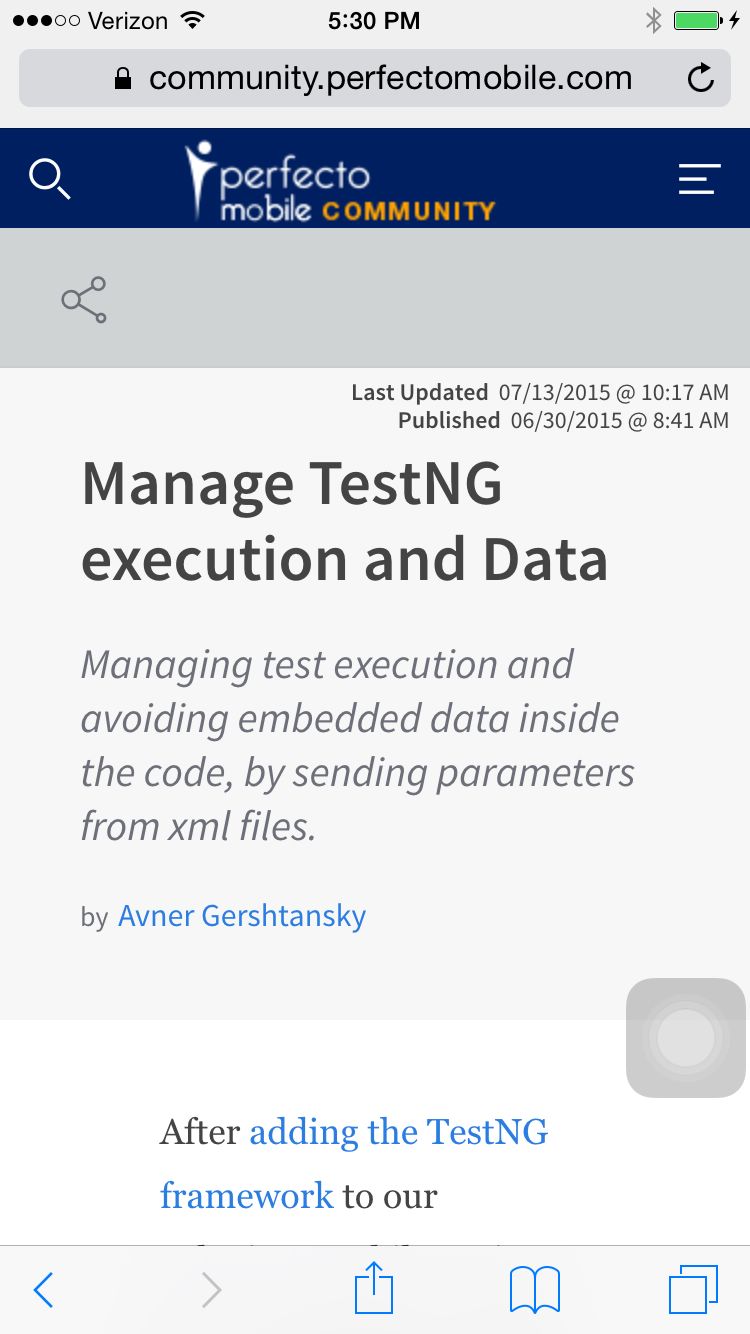 Verizon 5:30 PM
community.perfectomobile.com
perfecto
mobile COMMUNITY
Last Updated 07/13/2015 @ 10:17 AM
Published 06/30/2015 @ 8:41 AM
Manage TestNG
execution and Data
Managing test execution and
avoiding embedded data inside
the code, by sending parameters
from xml files.
by Avner Gershtansky
After adding the TestNG
framework to our